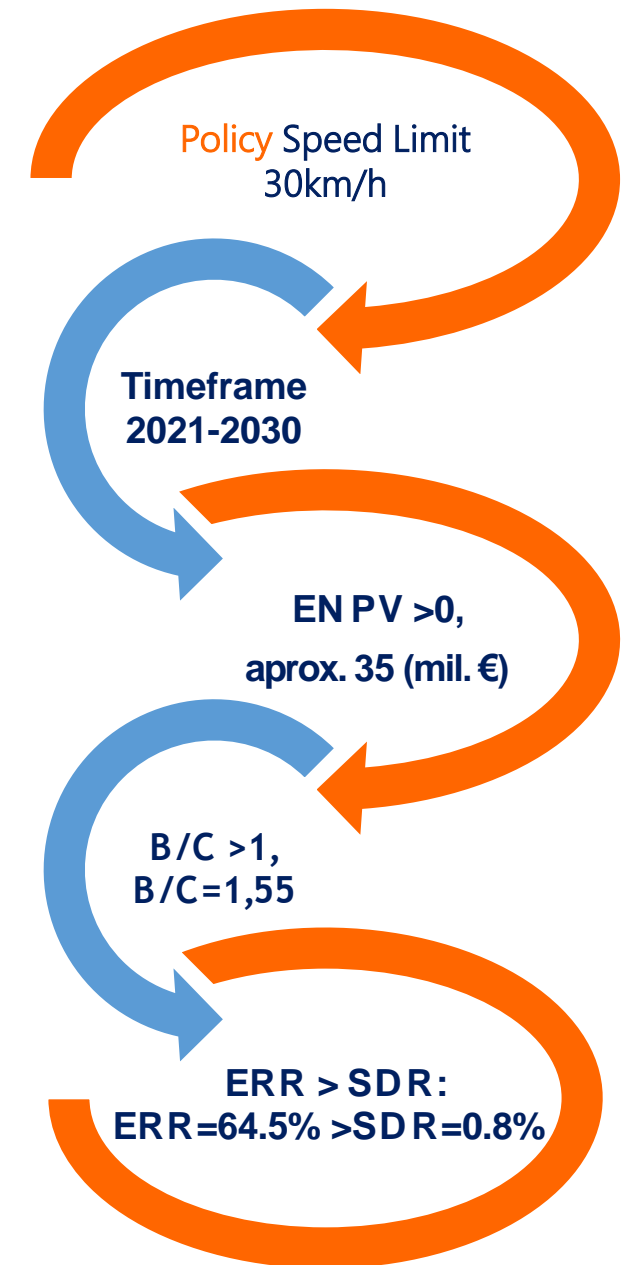 Policy Speed Limit
30km/h
Timeframe
2021-2030
EN PV >0,
aprox. 35 (mil. €)
B/C >1,
B/C=1,55
ERR > SDR:
ERR=64.5% >SDR=0.8%